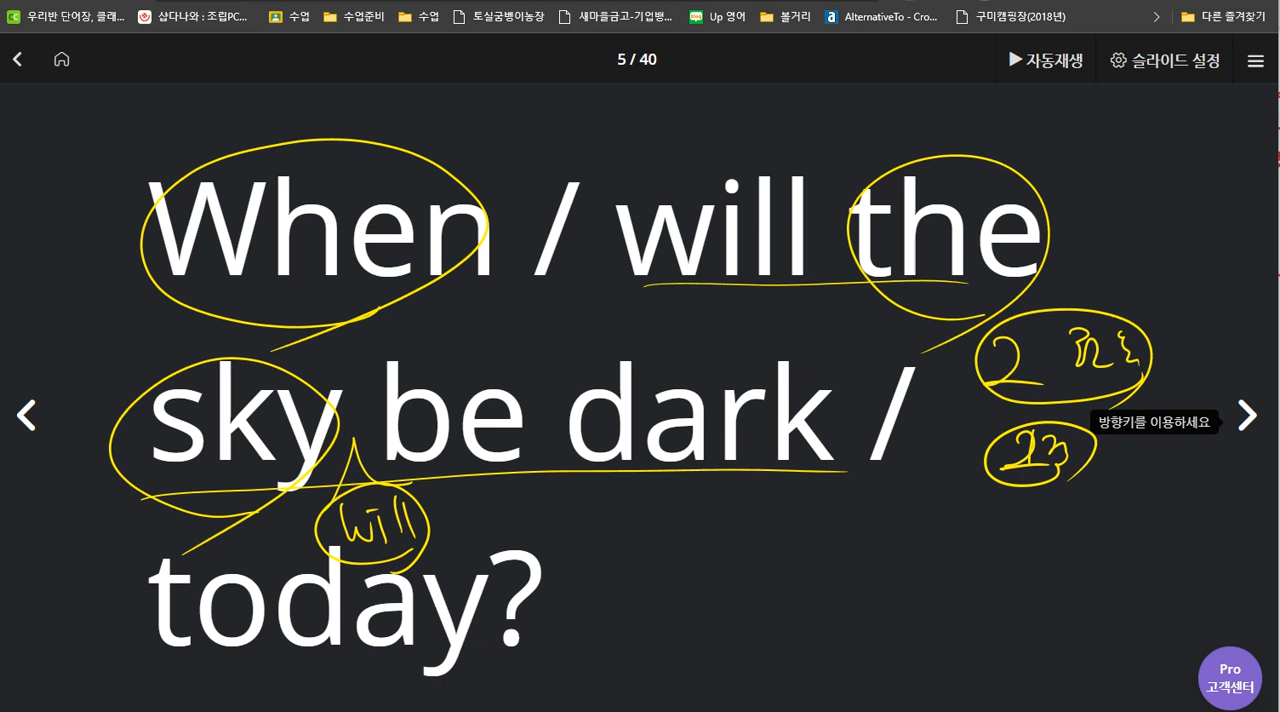 우리반 단어장, 클래... 샵다나와 : 조립PC... 수업 수업준비 수업 토실굼벵이농장 새마을금고-기업뱅... Up 영어 볼거리 AlternativeTo - Cro... 구미캠핑장(2018년) 다른 즐겨찾기
5 / 40 ▶자동재생 슬라이드 설정
When / will the
sky be dark /
2
방향키를 이용하세요
will
today?
Pro
고객센터